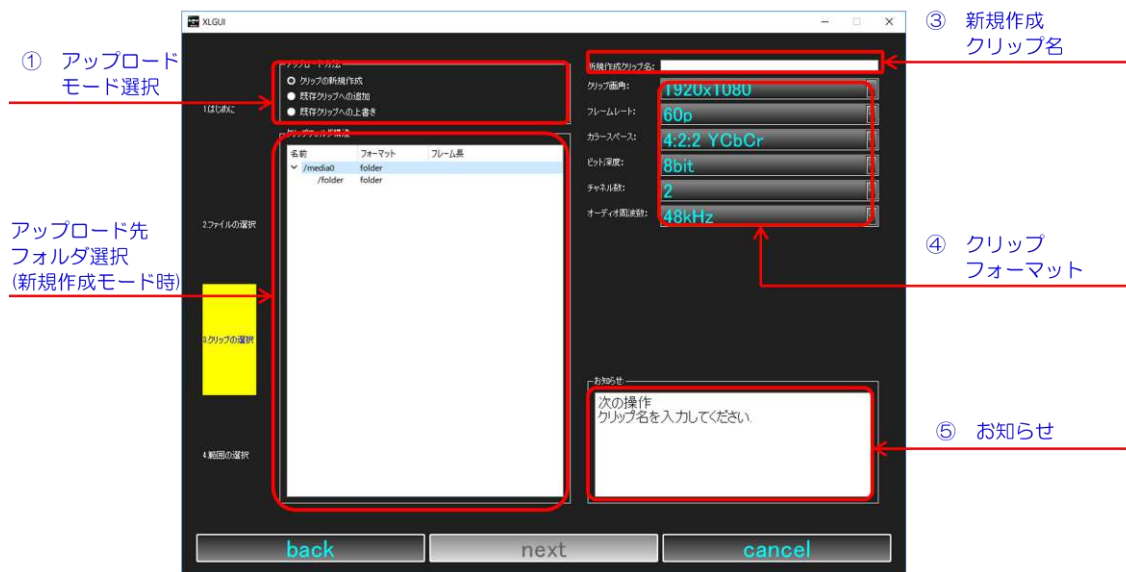 XLGUI
① アップロード
モード選択
アップロード先
フォルダ選択
(新規作成モード時)
1.はじめに
2.ファイルの選択
3.クリップの選択
4.範囲の選択
アップロード方法
クリップの新規作成
既存クリップへの追加
既存クリップへの上書き
クリップフォルダ構造
名前 フォーマット フレーム長
/media0 folder
/folder folder
新規作成クリップ名:
クリップ画角: 1920x1080
フレームレート: 60p
カラースペース: 4:2:2 YCbCr
ビット深度: 8bit
チャネル数: 2
オーディオ周波数: 48kHz
お知らせ
次の操作
クリップ名を入力してください
③ 新規作成
クリップ名
④ クリップ
フォーマット
⑤ お知らせ
back next cancel